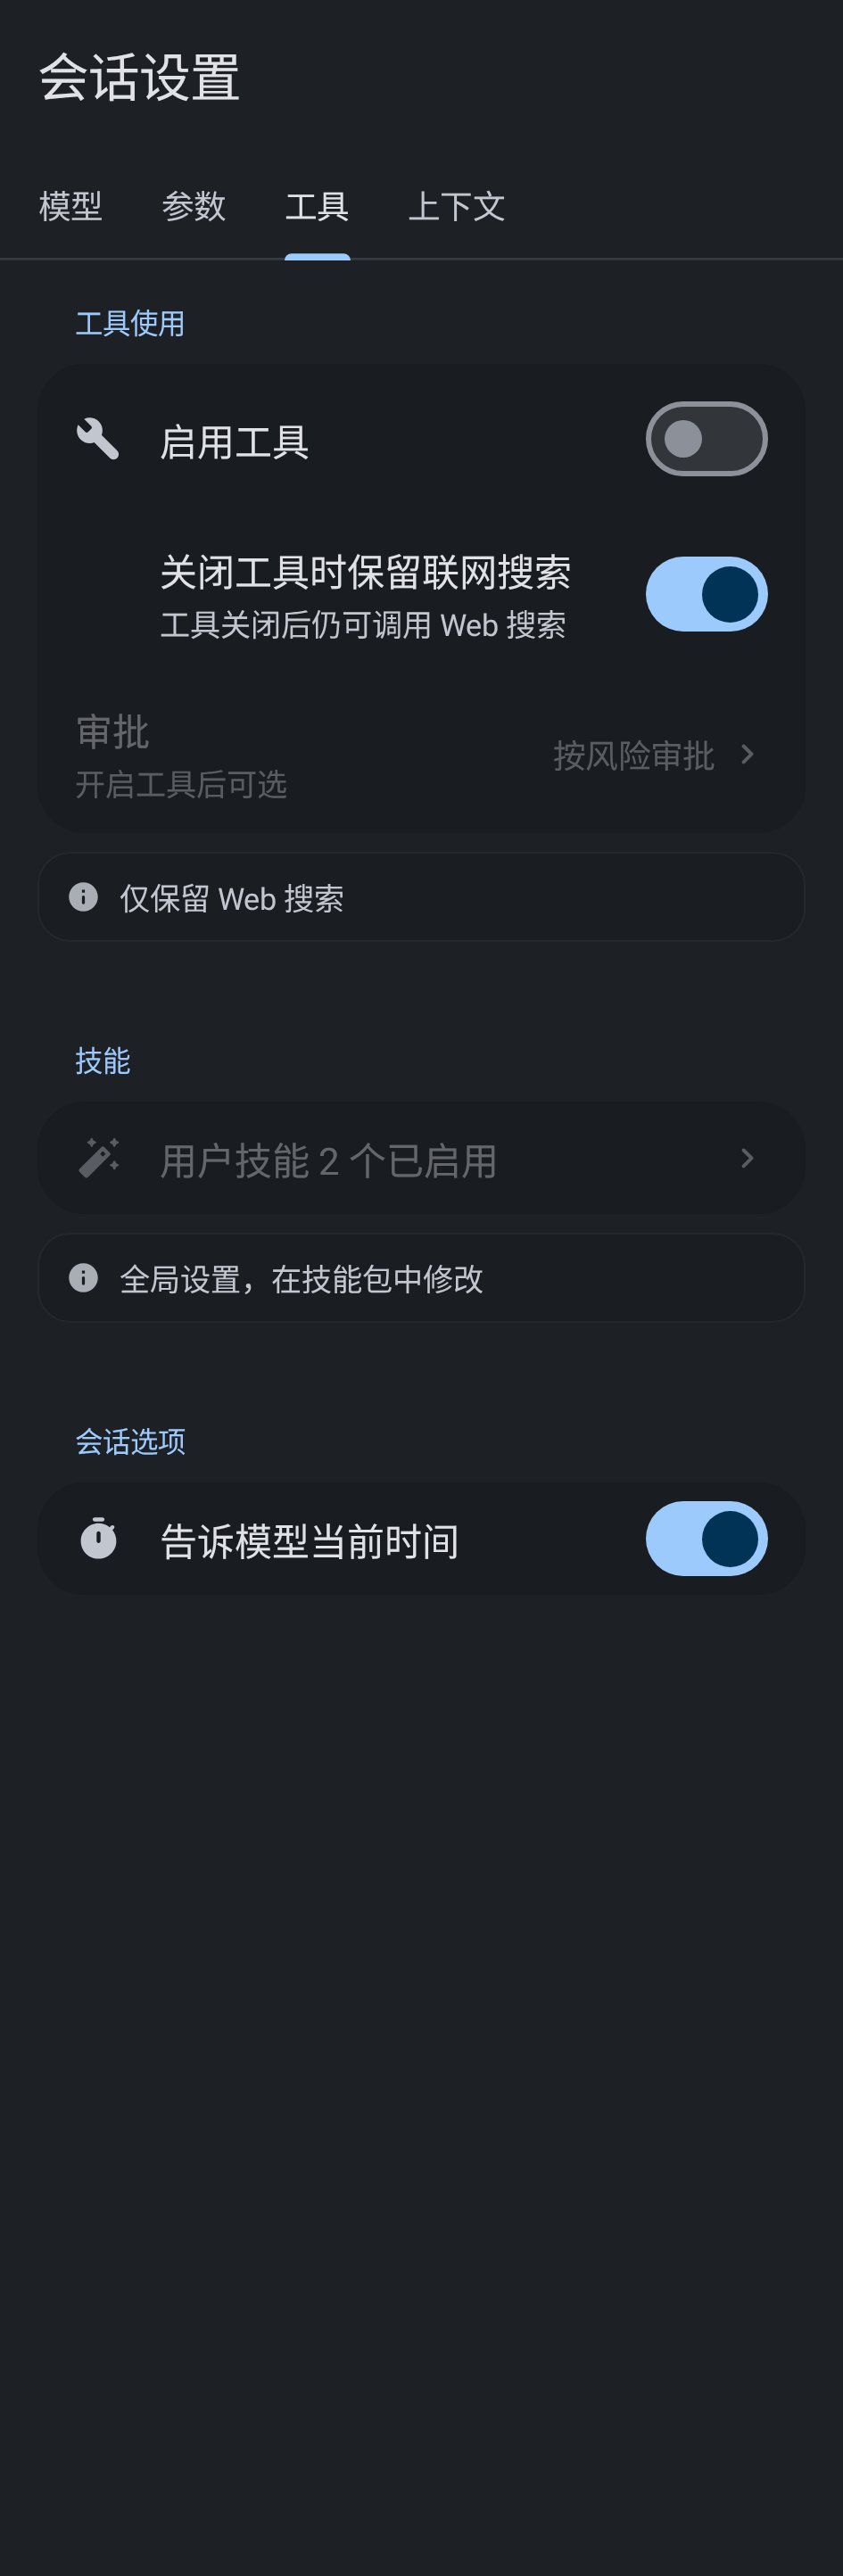 会话设置
模型 参数 工具 上下文
工具使用
启用工具
关闭工具时保留联网搜索
工具关闭后仍可调用 Web 搜索
审批
开启工具后可选
按风险审批
仅保留 Web 搜索
技能
用户技能 2 个已启用
全局设置，在技能包中修改
会话选项
告诉模型当前时间